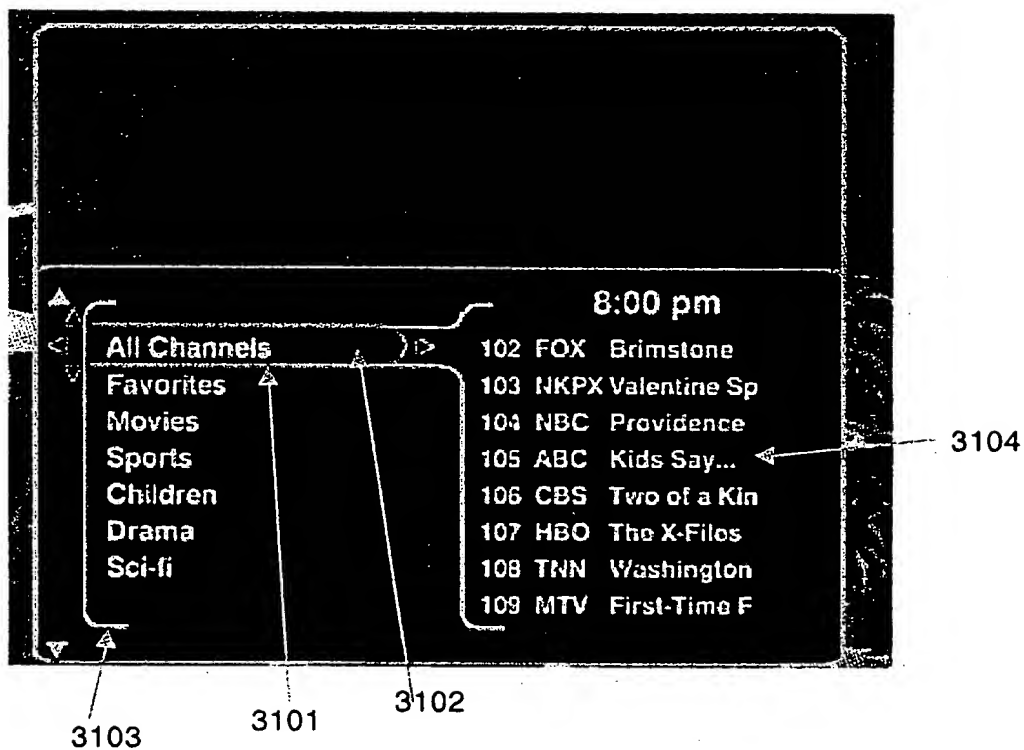 8:00 pm
All Channels
Favorites
Movies
Sports
Children
Drama
Sci-fi
102 FOX Brimstone
103 NKPX Valentine Sp
104 NBC Providence
105 ABC Kids Say...
106 CBS Two of a Kin
107 HBO The X-Files
108 TNN Washington
109 MTV First-Time F
3104
3103
3101
3102